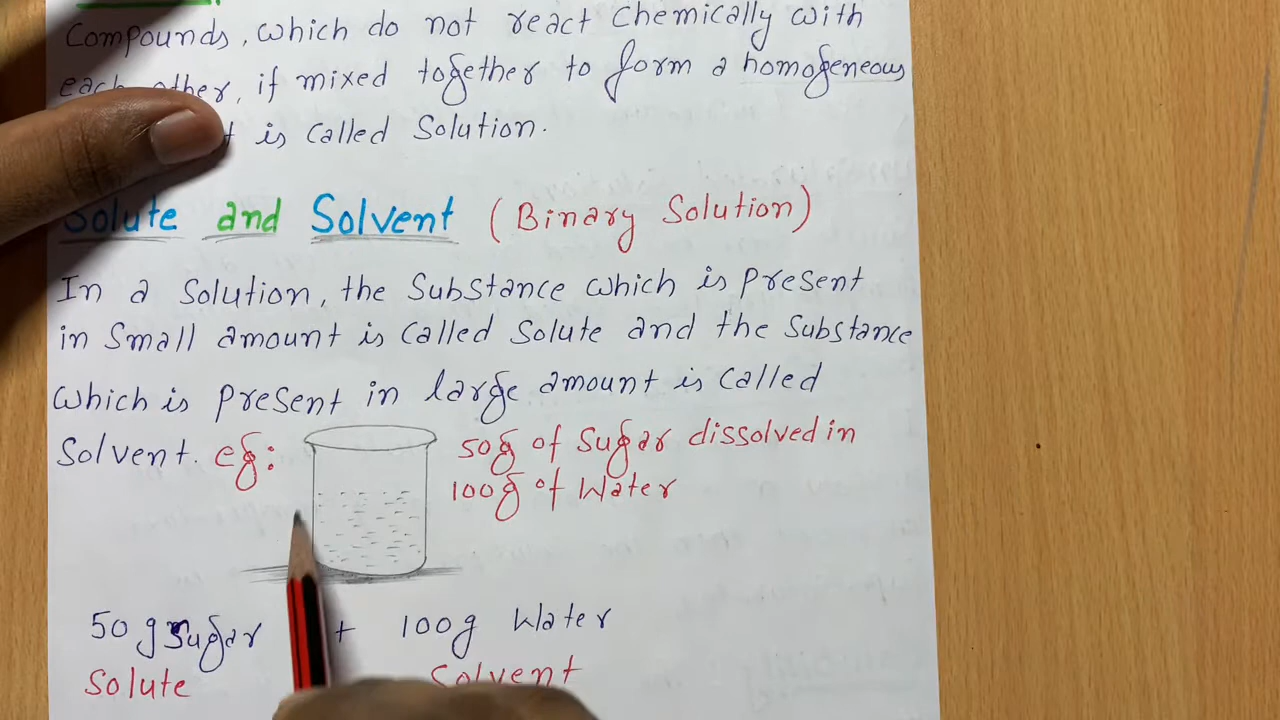 Compounds, which do not react chemically with
each other, if mixed together to form a homogeneous
is called Solution.
Solute and Solvent (Binary Solution)
In a solution, the Substance which is present
in Small amount is called Solute and the substance
which is present in large amount is called
Solvent. eg:
50g of Sugar dissolved in
100g of Water
50g Sugar + 100g Water
Solute Solvent